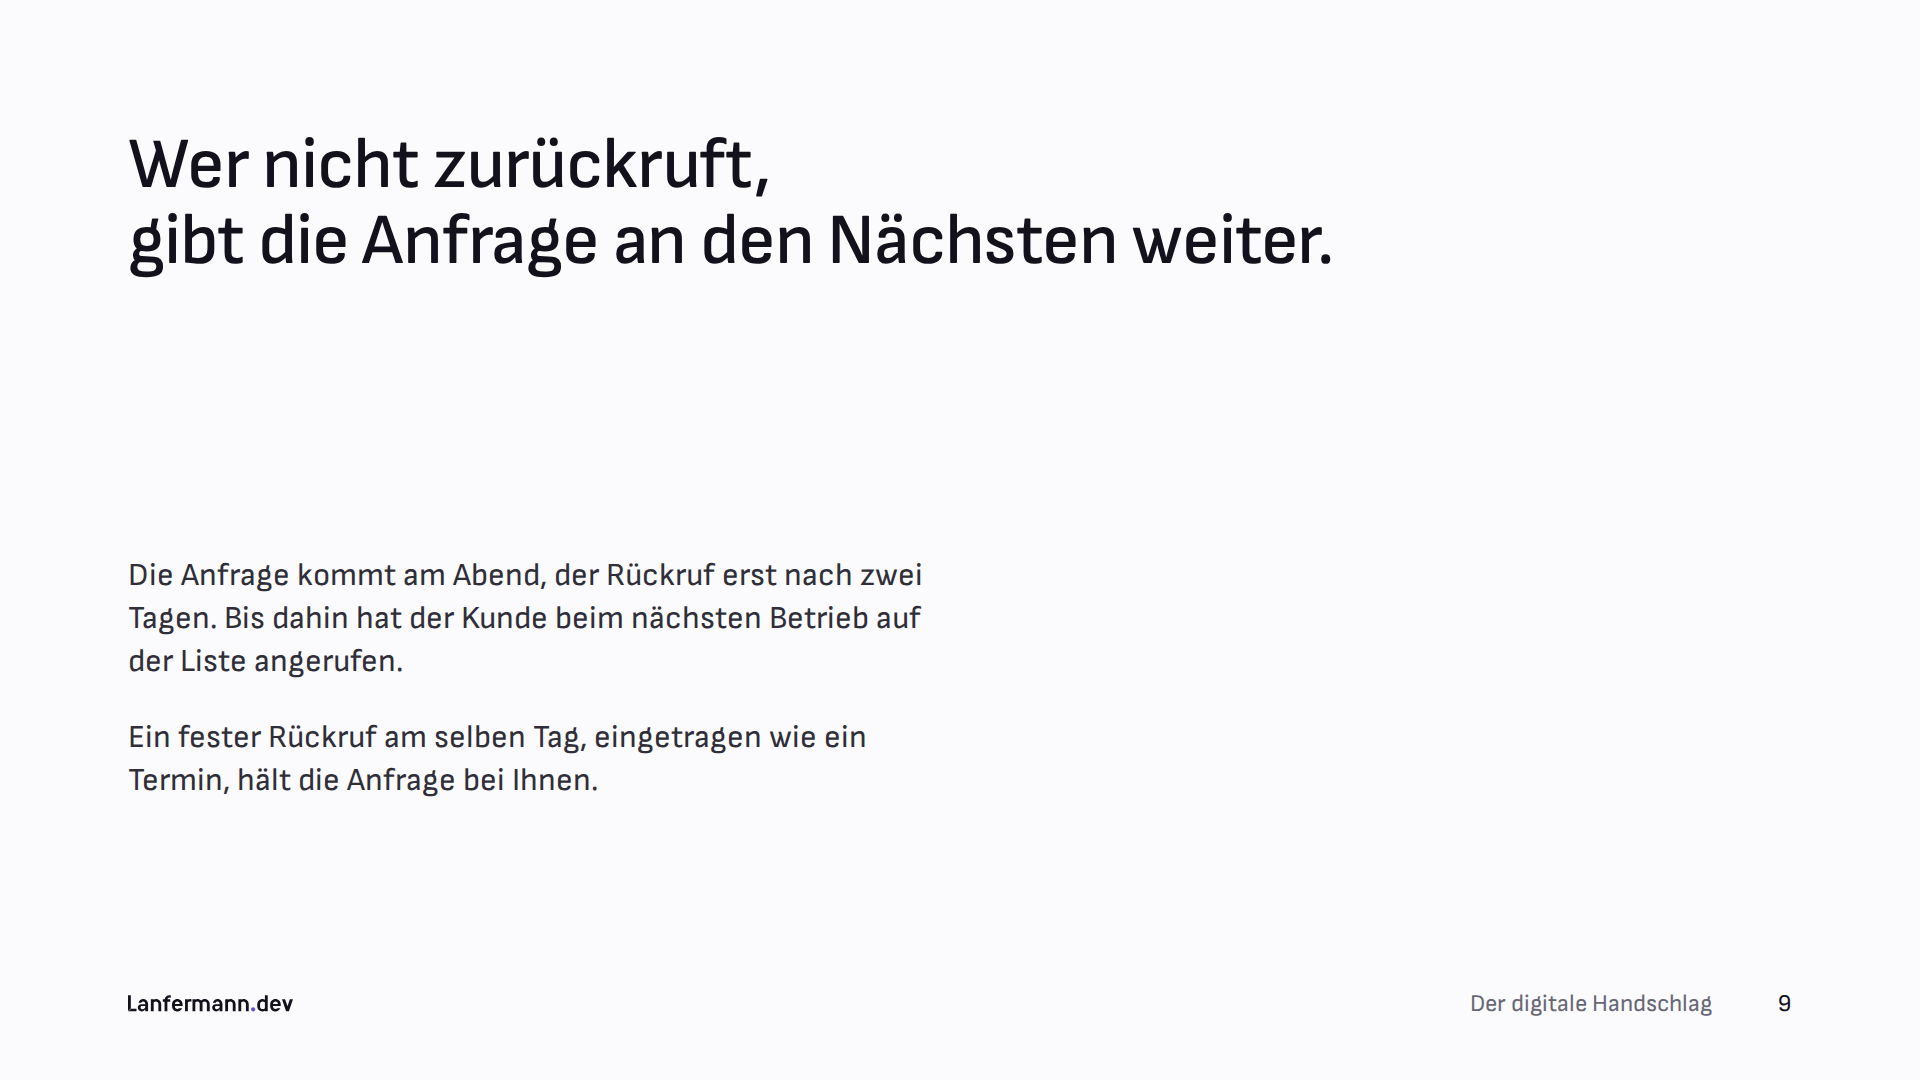 Wer nicht zurückruft,
gibt die Anfrage an den Nächsten weiter.
Die Anfrage kommt am Abend, der Rückruf erst nach zwei
Tagen. Bis dahin hat der Kunde beim nächsten Betrieb auf
der Liste angerufen.
Ein fester Rückruf am selben Tag, eingetragen wie ein
Termin, hält die Anfrage bei Ihnen.
Lanfermann.dev
Der digitale Handschlag
9